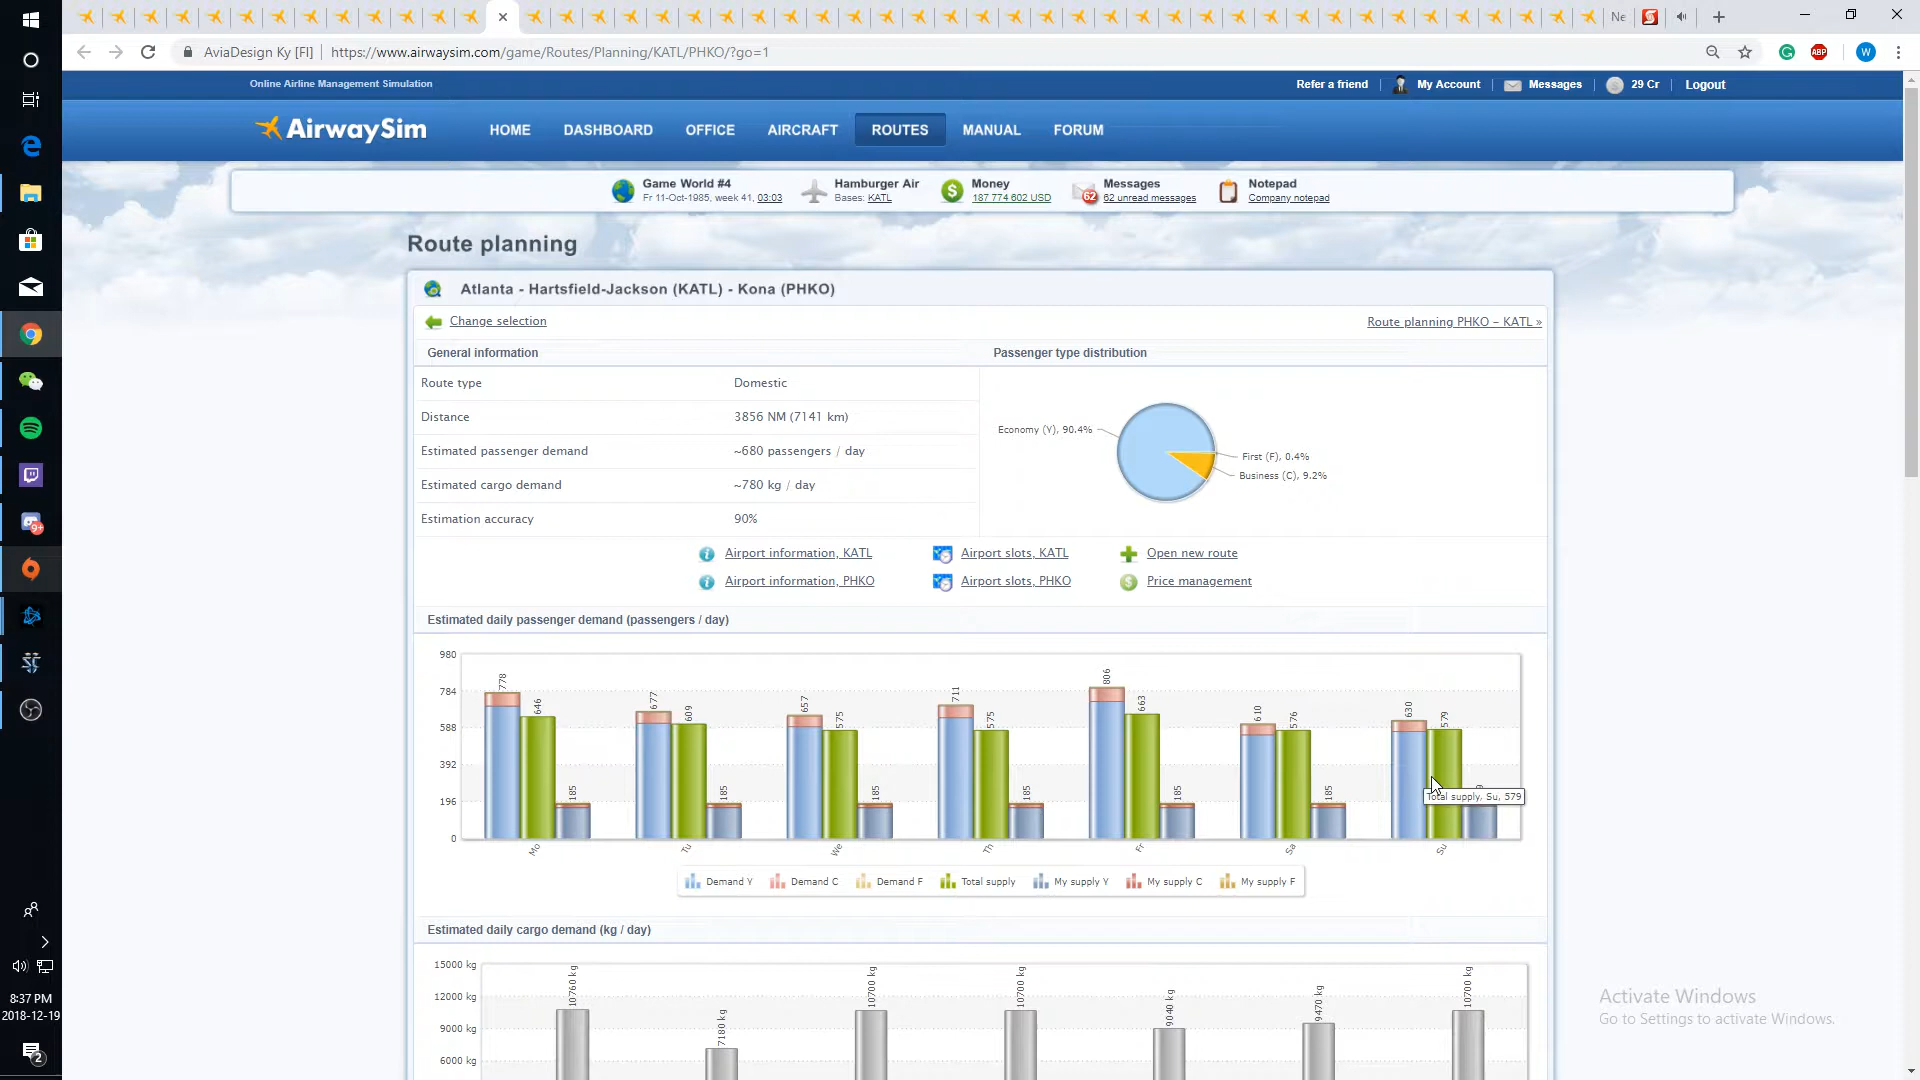 Ne
AviaDesign Ky [FI]
https://www.airwaysim.com/game/Routes/Planning/KATL/PHKO/?go=1
ABP
W
Online Airline Management Simulation
Refer a friend
My Account
Messages
29 Cr
Logout
AirwaySim
HOME
DASHBOARD
OFFICE
AIRCRAFT
ROUTES
MANUAL
FORUM
Game World #4
Fr 11-Oct-1985, week 41, 03:03
Hamburger Air
Bases: KATL
Money
187 774 602 USD
62
Messages
62 unread messages
Notepad
Company notepad
Route planning
Atlanta - Hartsfield-Jackson (KATL) - Kona (PHKO)
Change selection
Route planning PHKO - KATL »
General information
Passenger type distribution
Route type
Domestic
Distance
3856 NM (7141 km)
Estimated passenger demand
~680 passengers / day
Estimated cargo demand
~780 kg / day
Estimation accuracy
90%
Economy (Y), 90.4%
First (F), 0.4%
Business (C), 9.2%
Airport information, KATL
Airport slots, KATL
Open new route
Airport information, PHKO
Airport slots, PHKO
Price management
Estimated daily passenger demand (passengers / day)
980
784
588
392
196
0
778
646
185
677
609
185
657
575
185
711
575
185
806
663
185
610
576
185
630
579
Total supply, Su, 579
Mo
Tu
We
Th
Fr
Sa
Su
Demand Y
Demand C
Demand F
Total supply
My supply Y
My supply C
My supply F
Estimated daily cargo demand (kg / day)
15000 kg
12000 kg
9000 kg
6000 kg
10760 kg
7180 kg
10700 kg
10700 kg
9040 kg
9470 kg
10700 kg
9+
8:37 PM
2018-12-19
2
Activate Windows
Go to Settings to activate Windows.